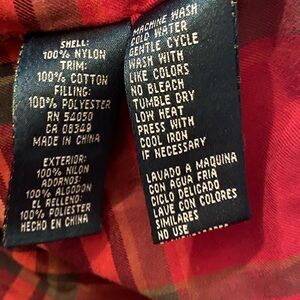 SHELL:
100% NYLON
TRIM:
100% COTTON
FILLING:
100% POLYESTER
RN 54050
CA 08349
MADE IN CHINA
EXTERIOR:
100% NILON
ADORNOS:
100% ALGODON
EL RELLENO:
100% POLIESTER
HECHO EN CHINA
MACHINE WASH
COLD WATER
GENTLE CYCLE
WASH WITH
LIKE COLORS
NO BLEACH
TUMBLE DRY
LOW HEAT
PRESS WITH
COOL IRON
IF NECESSARY
LAVADO A MAQUINA
CON AGUA FRIA
CICLO DELICADO
LAVE CON COLORES
SIMILARES
NO USE